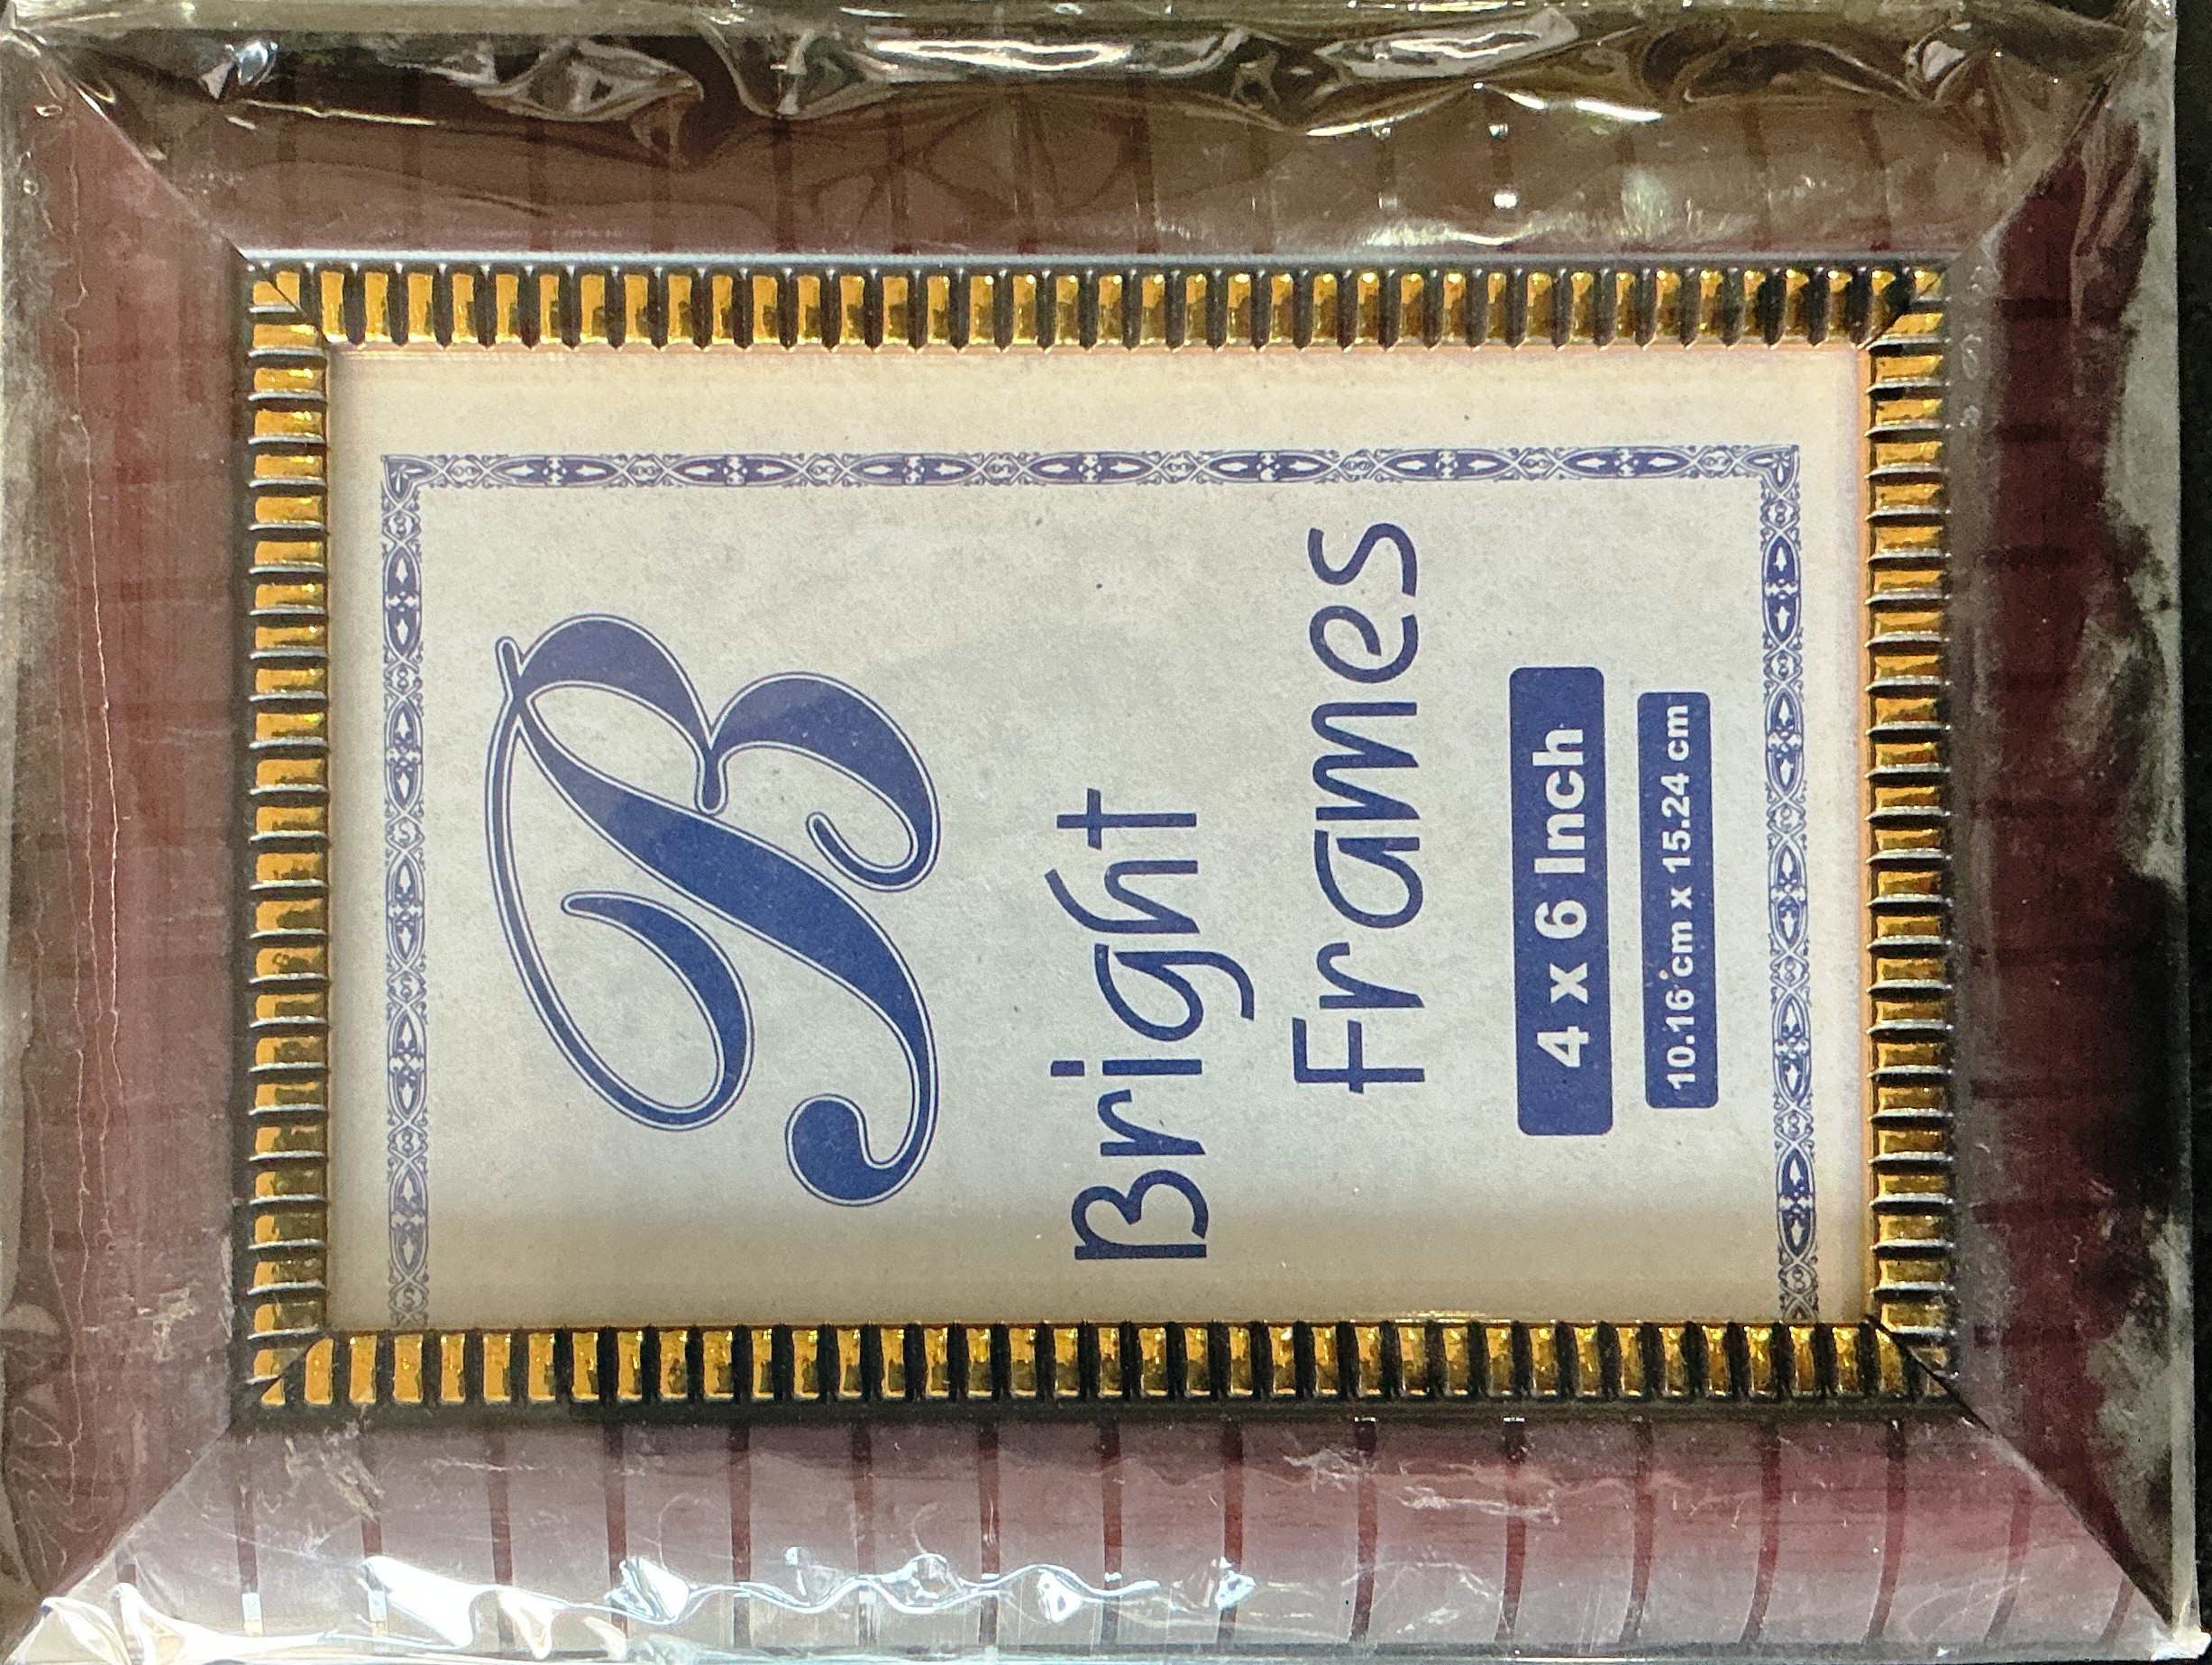 B
Bright
Frames
4 x 6 Inch
10.16 cm x 15.24 cm